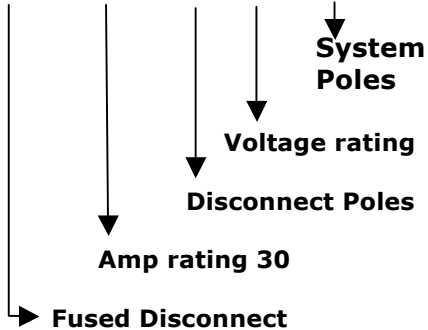 System
Poles
Voltage rating
Disconnect Poles
Amp rating 30
Fused Disconnect